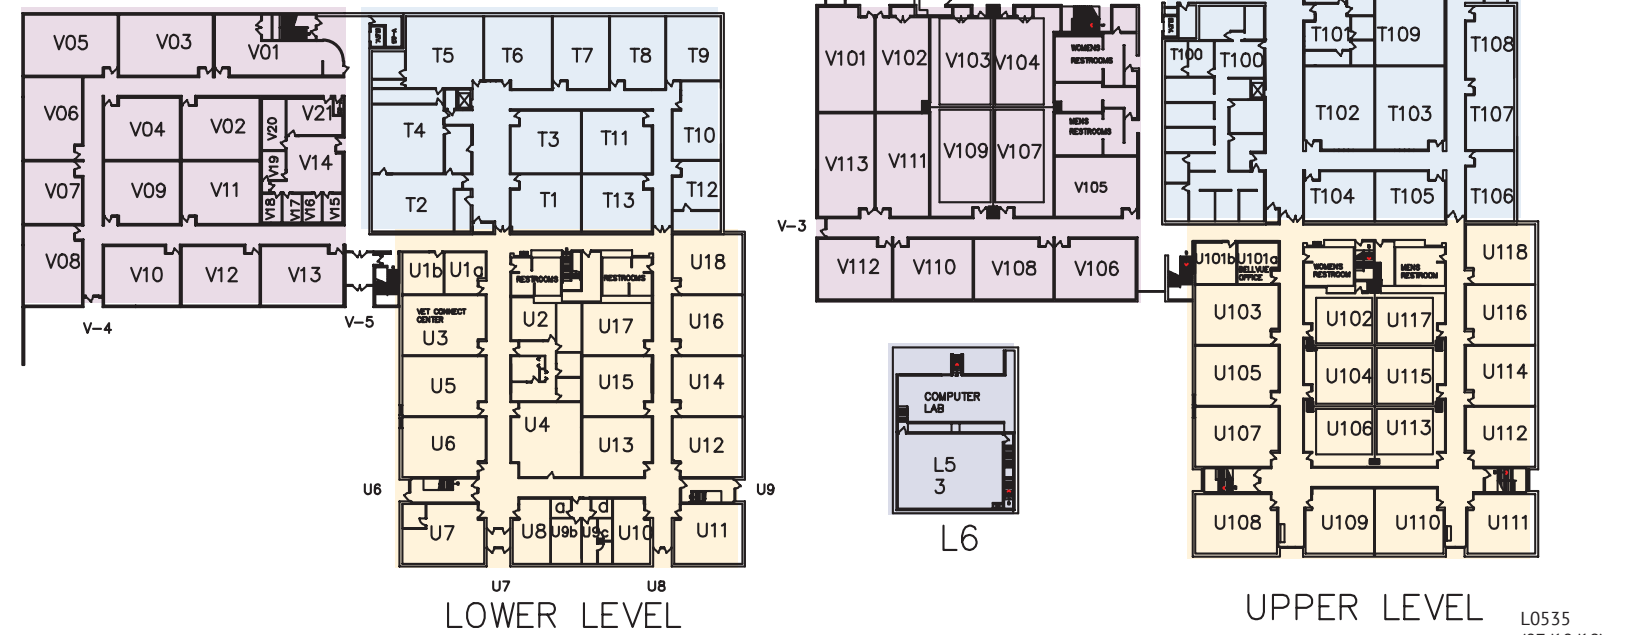 V05
V03
V01
V06
V04
V02
V20
V21
V19
V14
V07
V09
V11
V18
V17
V16
V15
V08
V10
V12
V13
V-4
V-5
T5
T6
T7
T8
T9
T4
T3
T11
T10
T2
T1
T13
T12
U1b
U1a
RESTROOMS
RESTROOMS
U18
VET CONNECT
CENTER
U3
U2
U17
U16
U5
U15
U14
U6
U4
U13
U12
U6
U9
U7
U8
a
d
U9b
U9c
U10
U11
U7
U8
LOWER LEVEL
V101
V102
V103
V104
WOMENS
RESTROOMS
MENS
RESTROOMS
V113
V111
V109
V107
V105
V-3
V112
V110
V108
V106
COMPUTER
LAB
L5
3
L6
T100
T100
T101
T109
T108
T102
T103
T107
T104
T105
T106
U101b
U101a
BELLVUE
OFFICE
WOMENS
RESTROOM
MENS
RESTROOM
U118
U103
U102
U117
U116
U105
U104
U115
U114
U107
U106
U113
U112
U108
U109
U110
U111
UPPER LEVEL
L0535